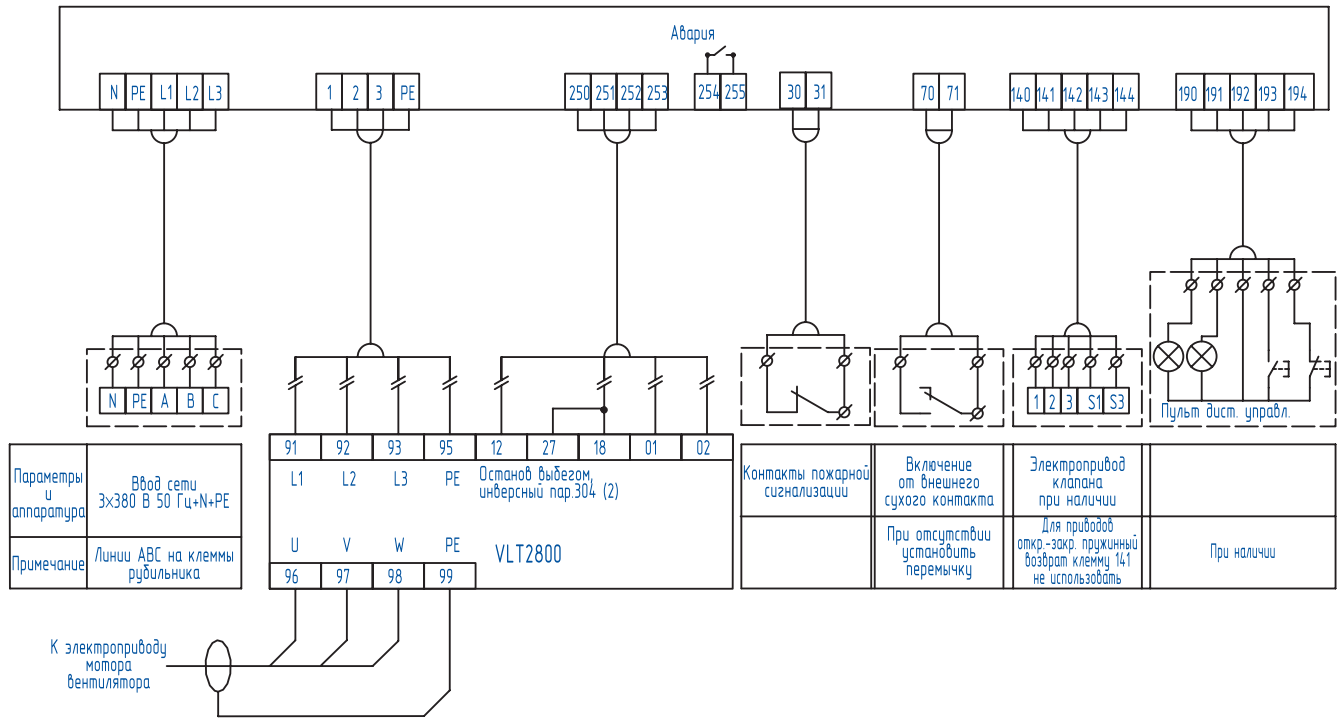 Авария
N PE L1 L2 L3
1 2 3 PE
250 251 252 253
254 255
30 31
70 71
140 141 142 143 144
190 191 192 193 194
N PE A B C
1 2 3 S1 S3
Пульт дист. управл.
91 92 93 95 12 27 18 01 02
L1 L2 L3 PE
Останов выбегом,
инверсный пар.304 (2)
U V W PE
VLT2800
96 97 98 99
Параметры
и
аппаратура
Ввод сети
3x380 В 50 Гц+N+PE
Примечание
Линии АВС на клеммы
рубильника
Контакты пожарной
сигнализации
Включение
от внешнего
сухого контакта
При отсутствии
установить
перемычку
Электропривод
клапана
при наличии
Для приводов
откр.-закр. пружинный
возврат клемму 141
не использовать
При наличии
К электроприводу
мотора
вентилятора